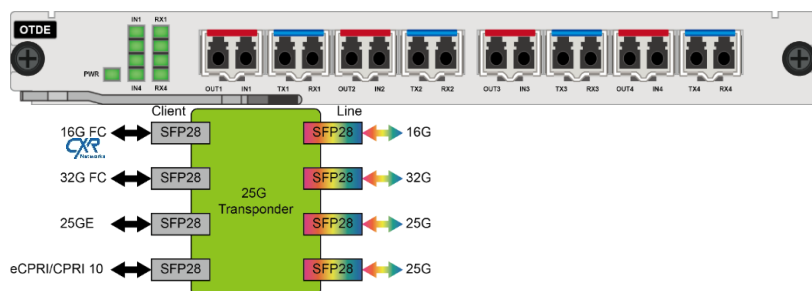 OTDE
IN1 RX1
PWR
IN4 RX4
OUT1 IN1 TX1 RX1 OUT2 IN2 TX2 RX2 OUT3 IN3 TX3 RX3 OUT4 IN4 TX4 RX4
Client Line
16G FC SFP28 SFP28 16G
CXR
Networks
32G FC SFP28 SFP28 32G
25G
Transponder
25GE SFP28 SFP28 25G
eCPRI/CPRI 10 SFP28 SFP28 25G